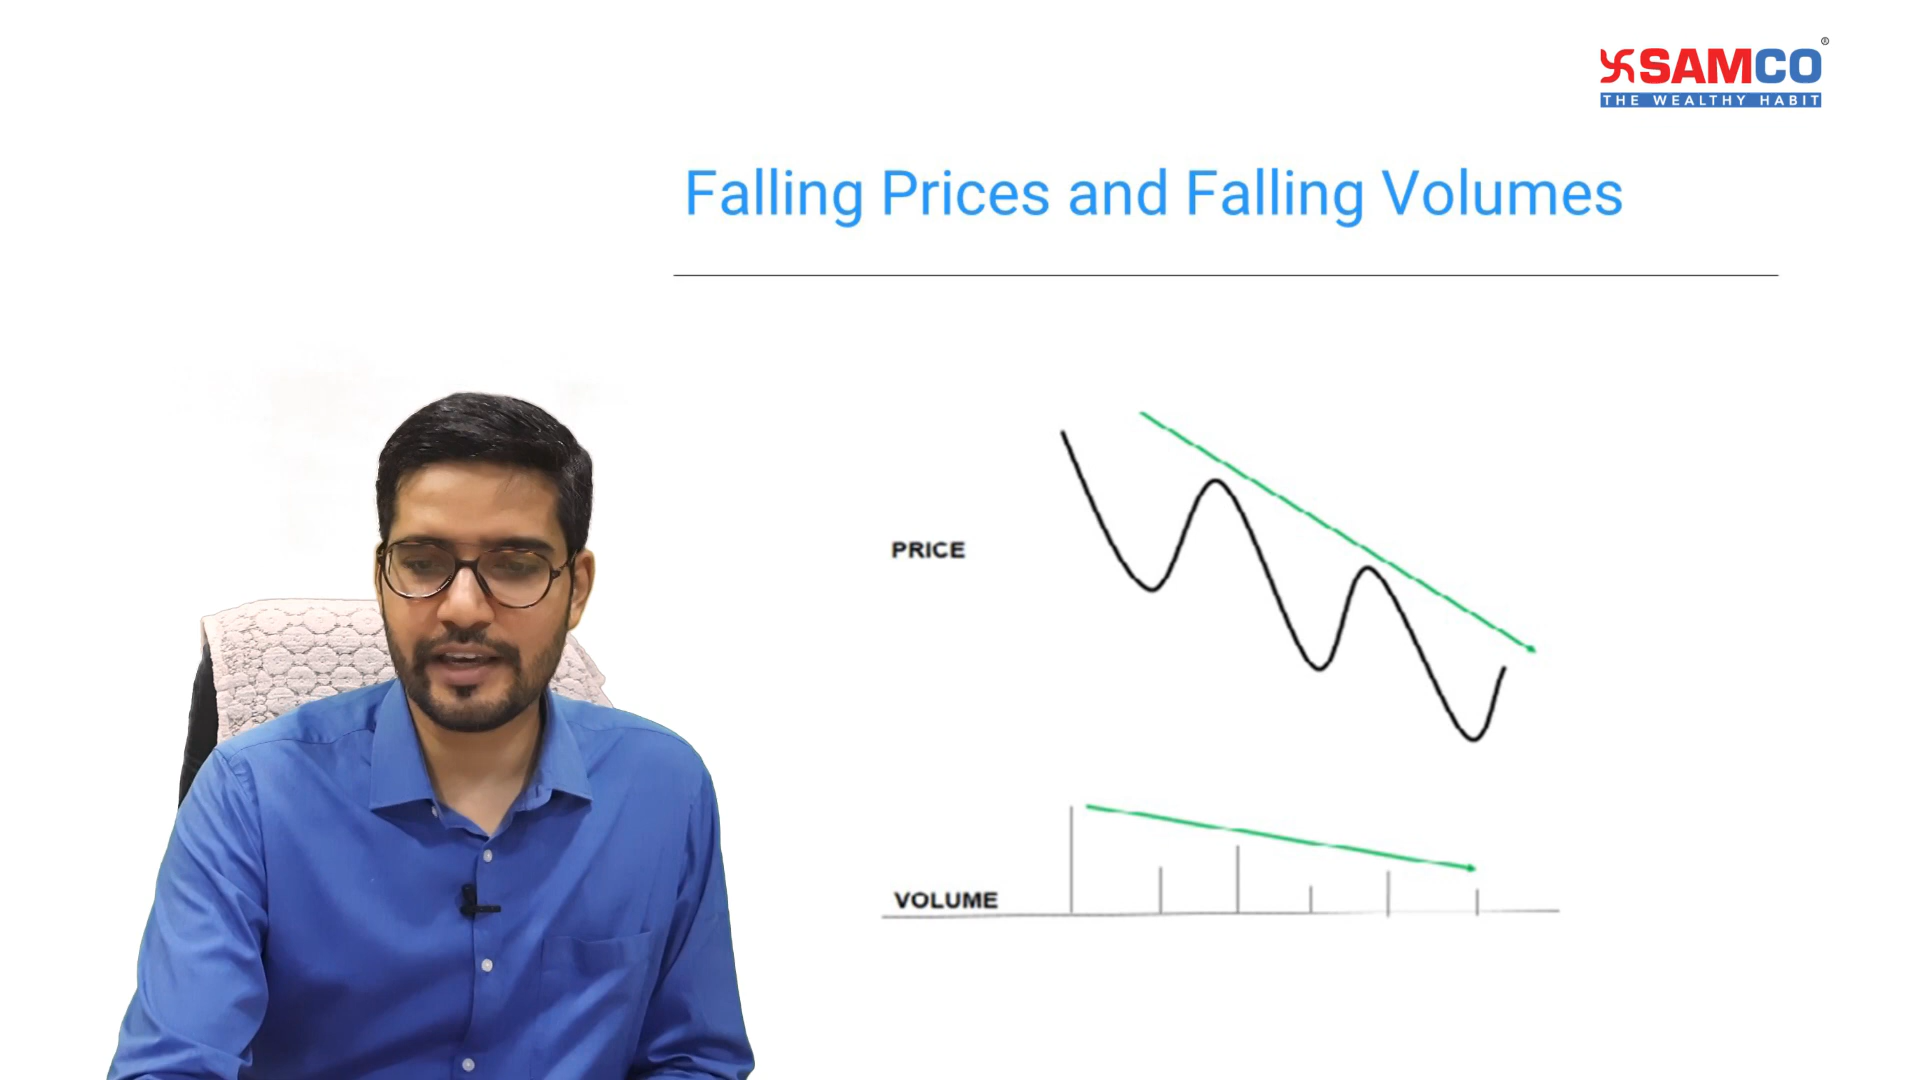 SAMCO®
THE WEALTHY HABIT
Falling Prices and Falling Volumes
PRICE
VOLUME